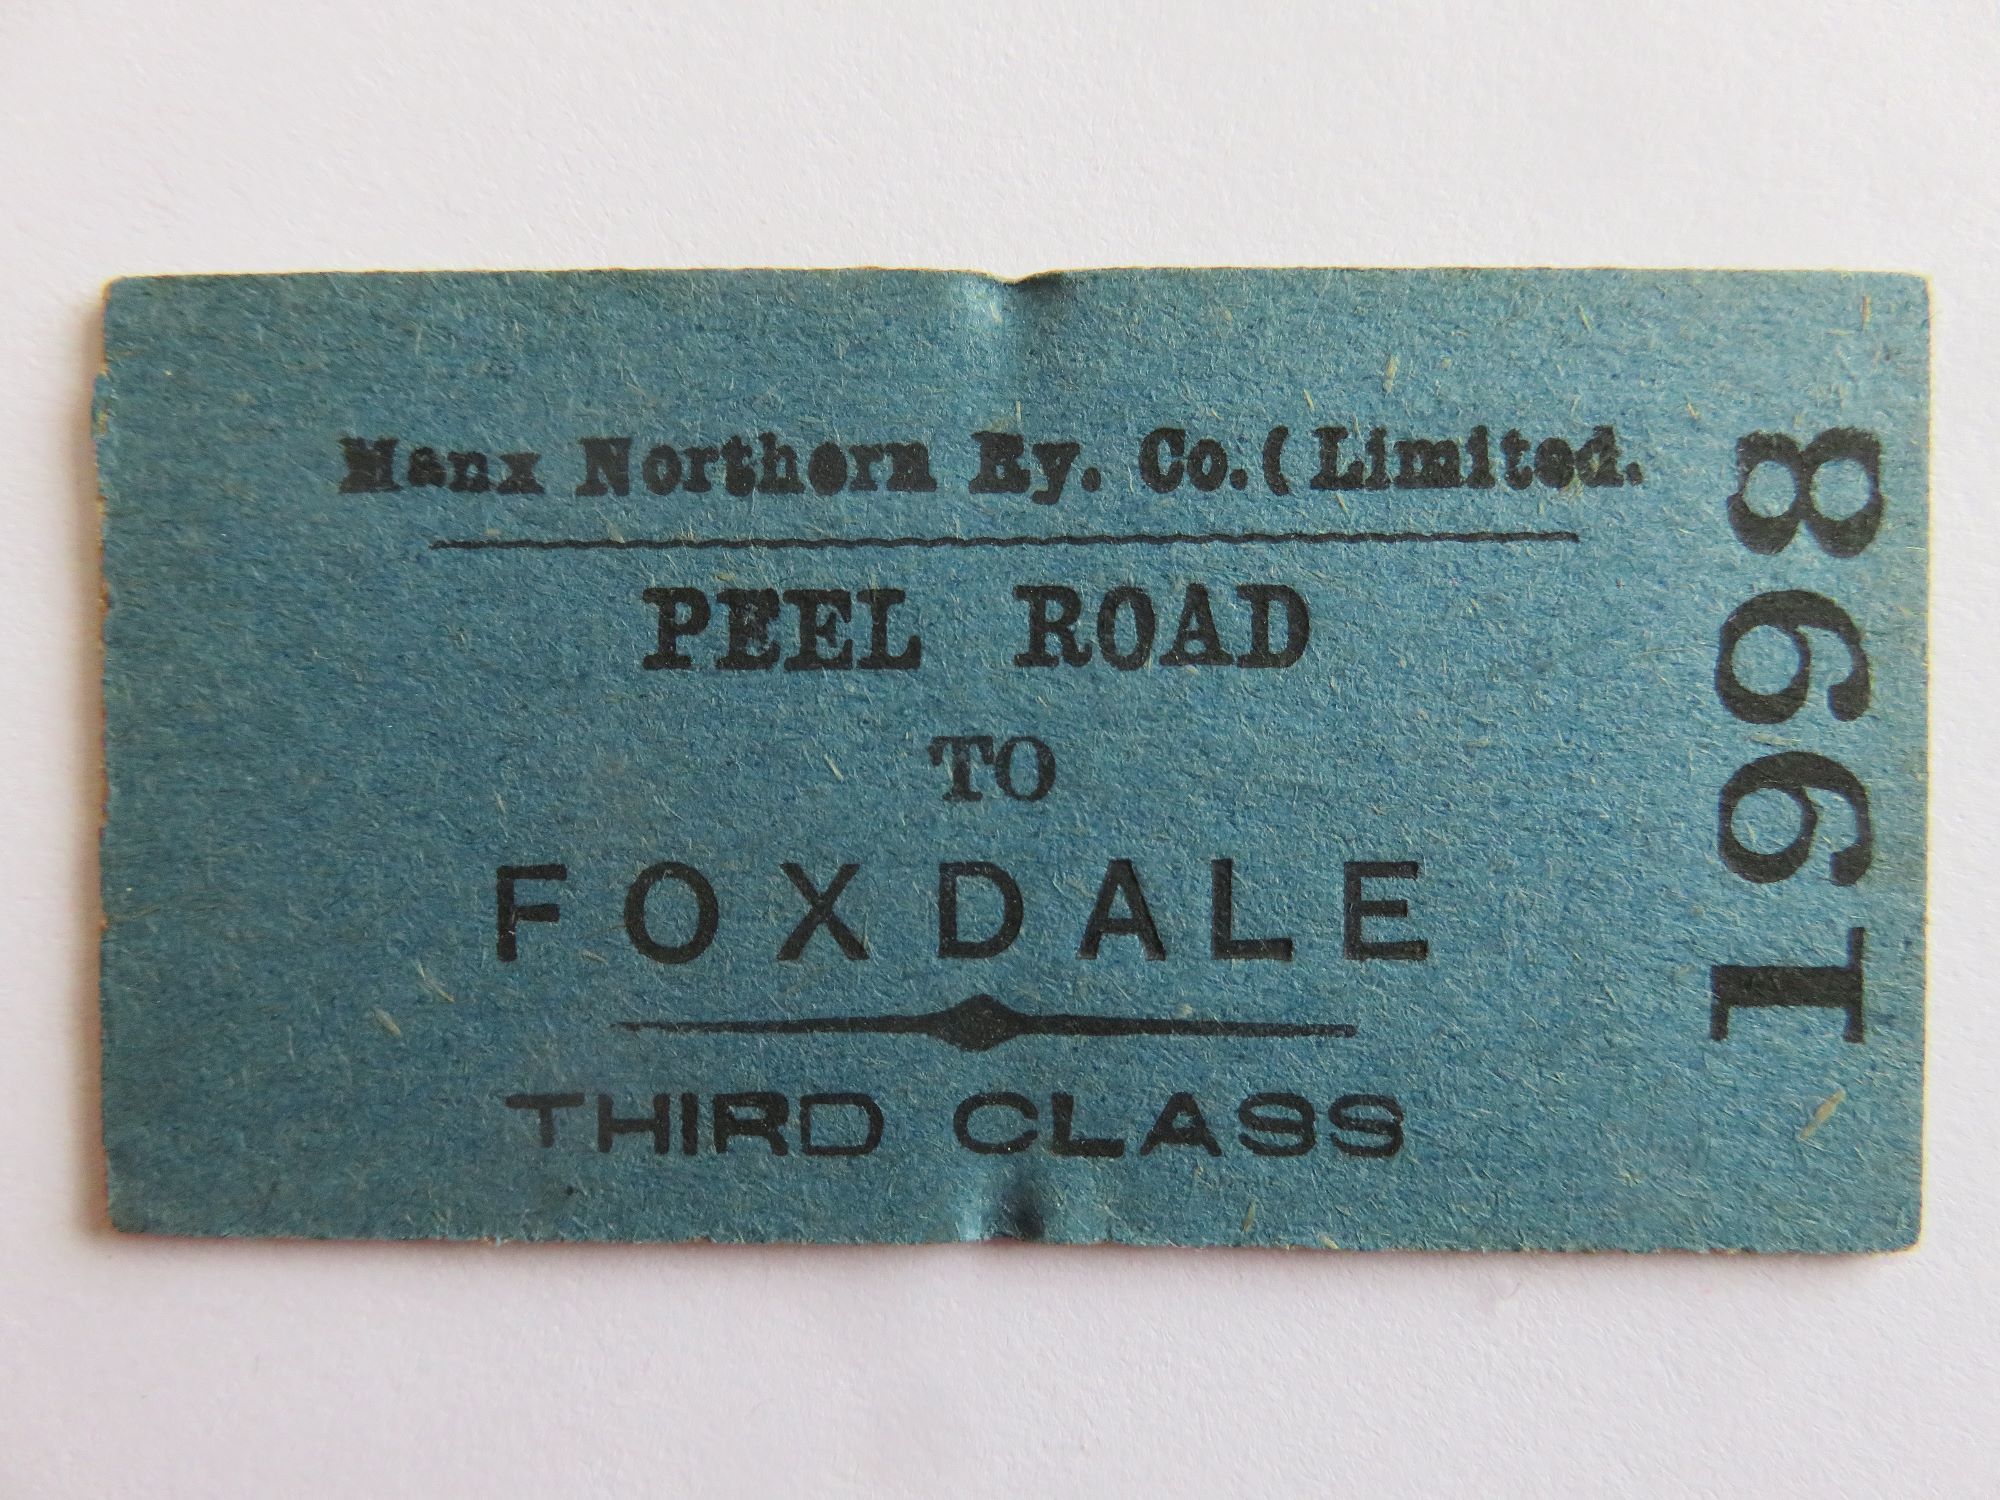 Manx Northern Ry. Co. (Limited.
PEEL ROAD
TO
FOXDALE
THIRD CLASS
1998